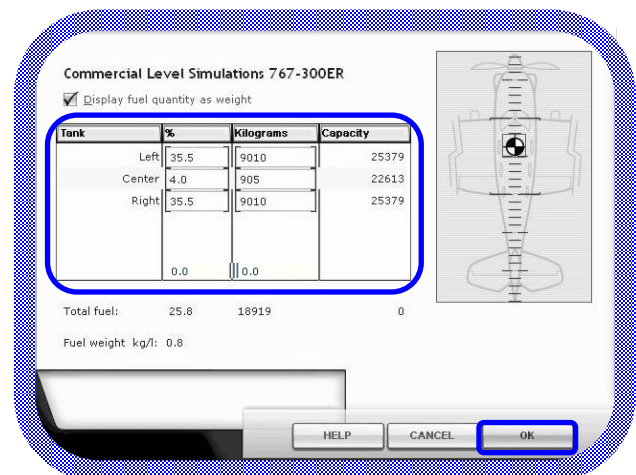 Commercial Level Simulations 767-300ER
Display fuel quantity as weight
Tank % Kilograms Capacity
Left 35.5 9010 25379
Center 4.0 905 22613
Right 35.5 9010 25379
0.0 0.0
Total fuel: 25.8 18919 0
Fuel weight kg/l: 0.8
HELP CANCEL OK